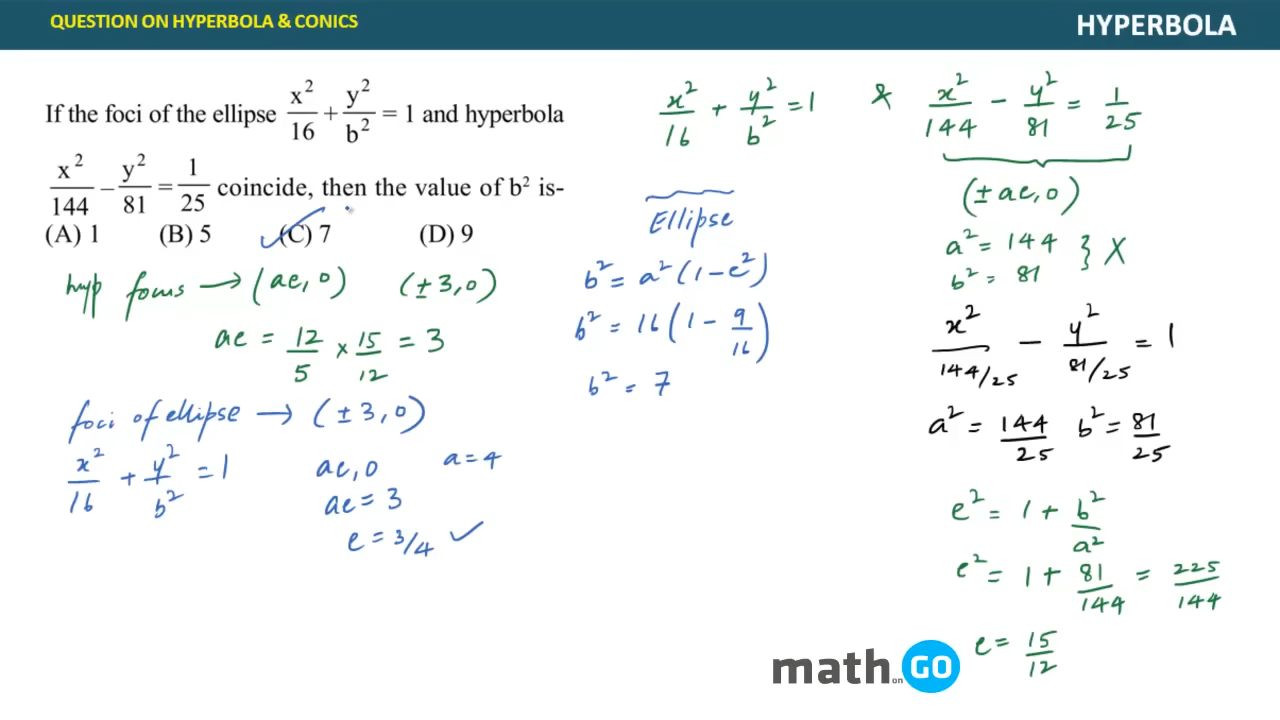 QUESTION ON HYPERBOLA & CONICS
HYPERBOLA
If the foci of the ellipse x²/16 + y²/b² = 1 and hyperbola
x²/144 – y²/81 = 1/25 coincide, then the value of b² is-
(A) 1 (B) 5 (C) 7 (D) 9
hyp focus → (ae, 0) (± 3, 0)
ae = 12/5 × 15/12 = 3
foci of ellipse → (± 3, 0)
x²/16 + y²/b² = 1 ae, 0 a = 4
ae = 3
e = 3/4 ✓
x²/16 + y²/b² = 1 & x²/144 – y²/81 = 1/25
Ellipse
b² = a² (1 – e²)
b² = 16 (1 – 9/16)
b² = 7
(± ae, 0)
a² = 144
b² = 81 } X
x²/144/25 – y²/81/25 = 1
a² = 144/25 b² = 81/25
e² = 1 + b²/a²
e² = 1 + 81/144 = 225/144
e = 15/12
math on GO